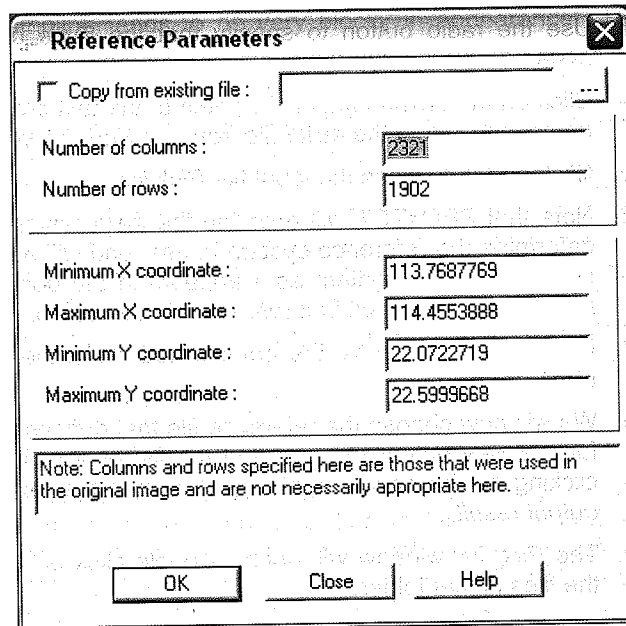 Reference Parameters
Copy from existing file :
...
Number of columns : 2321
Number of rows : 1902
Minimum X coordinate : 113.7687769
Maximum X coordinate : 114.4553888
Minimum Y coordinate : 22.0722719
Maximum Y coordinate : 22.5999668
Note: Columns and rows specified here are those that were used in
the original image and are not necessarily appropriate here.
OK Close Help